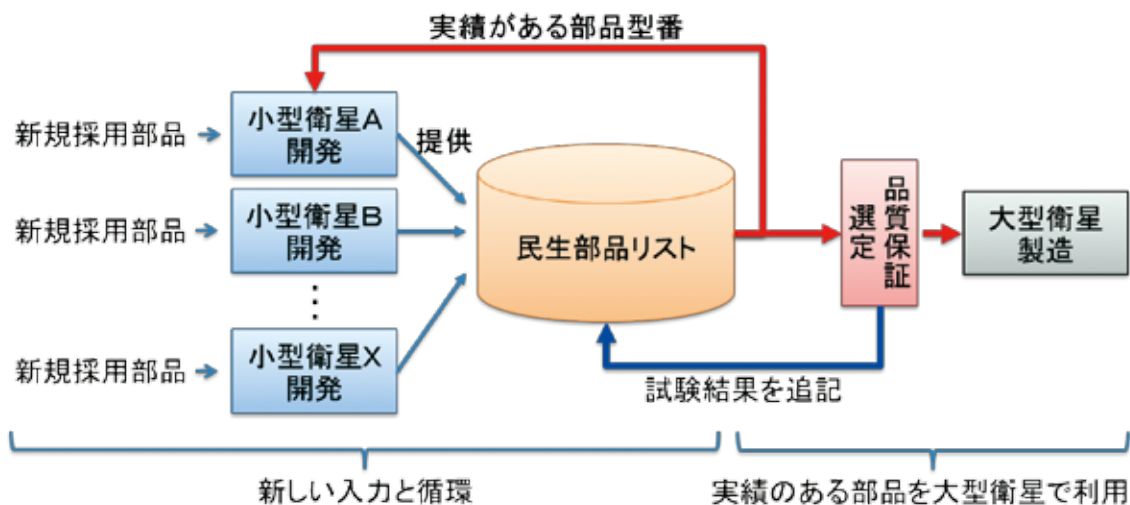 実績がある部品型番
新規採用部品
小型衛星A
開発
提供
新規採用部品
小型衛星B
開発
⋮
新規採用部品
小型衛星X
開発
民生部品リスト
品質保証
選定
大型衛星
製造
試験結果を追記
新しい入力と循環
実績のある部品を大型衛星で利用